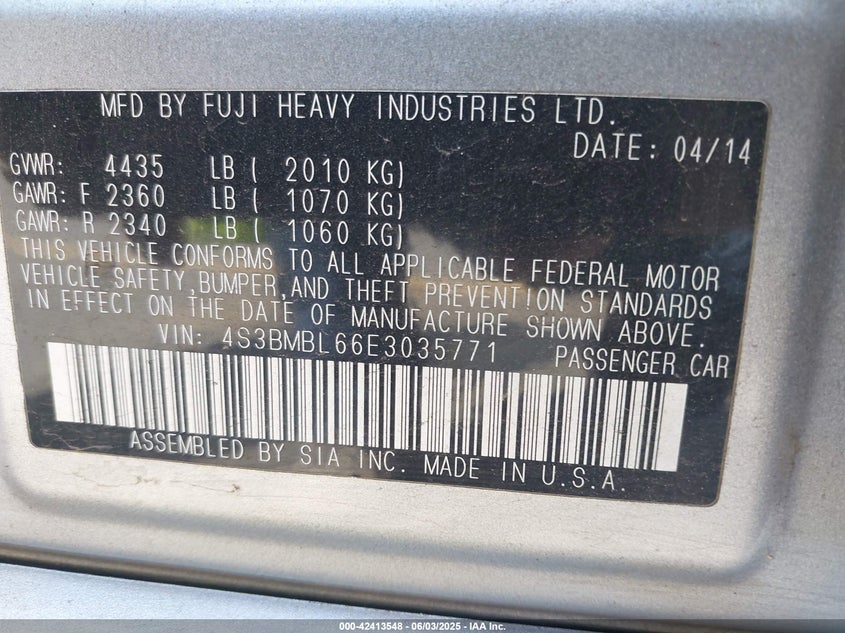 MFD BY FUJI HEAVY INDUSTRIES LTD.
DATE: 04/14
GVWR: 4435 LB ( 2010 KG)
GAWR: F 2360 LB ( 1070 KG)
GAWR: R 2340 LB ( 1060 KG)
THIS VEHICLE CONFORMS TO ALL APPLICABLE FEDERAL MOTOR
VEHICLE SAFETY,BUMPER,AND THEFT PREVENTION STANDARDS
IN EFFECT ON THE DATE OF MANUFACTURE SHOWN ABOVE.
VIN: 4S3BMBL66E3035771 PASSENGER CAR
ASSEMBLED BY SIA INC. MADE IN U.S.A.
000-42413548 - 06/03/2025 - IAA Inc.